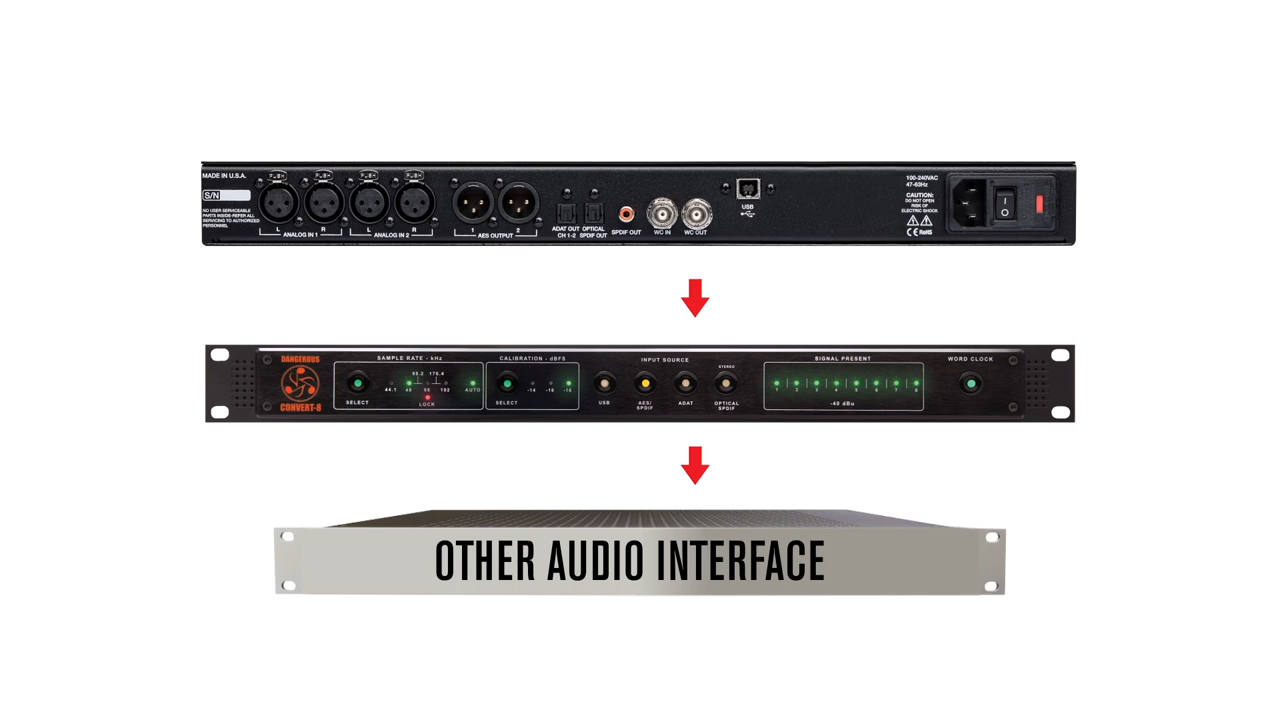 MADE IN U.S.A.
S/N
NO USER SERVICEABLE
PARTS INSIDE-REFER ALL
SERVICING TO AUTHORIZED
PERSONNEL
PUSH PUSH PUSH PUSH
L R L R
ANALOG IN 1 ANALOG IN 2
1 2
AES OUTPUT
ADAT OUT
CH 1-2
OPTICAL
SPDIF OUT
SPDIF OUT
WC IN WC OUT
USB
100-240VAC
47-63Hz
CAUTION:
DO NOT OPEN
RISK OF
ELECTRIC SHOCK
CE RoHS
I
O
DANGEROUS
CONVERT-8
SAMPLE RATE - kHz
88.2 176.4
44.1 48 96 192 AUTO
SELECT LOCK
CALIBRATION - dBFS
-14 -16 -18
SELECT
INPUT SOURCE
STEREO
USB
AES/
SPDIF
ADAT
OPTICAL
SPDIF
SIGNAL PRESENT
1 2 3 4 5 6 7 8
-40 dBu
WORD CLOCK
OTHER AUDIO INTERFACE